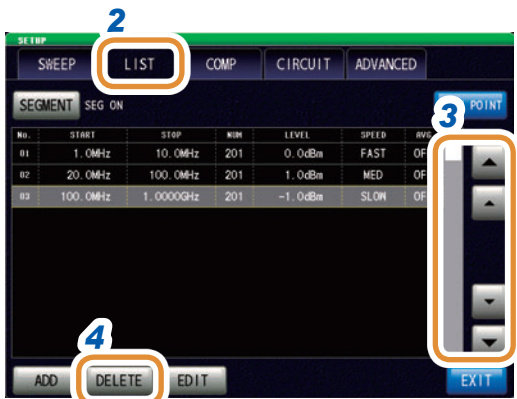 2
SETUP
SWEEP LIST COMP CIRCUIT ADVANCED
SEGMENT SEG ON POINT
3
No. START STOP NUM LEVEL SPEED AVG
01 1.0MHz 10.0MHz 201 0.0dBm FAST OF
02 20.0MHz 100.0MHz 201 1.0dBm MED OF
03 100.0MHz 1.0000GHz 201 -1.0dBm SLOW OF
4
ADD DELETE EDIT EXIT